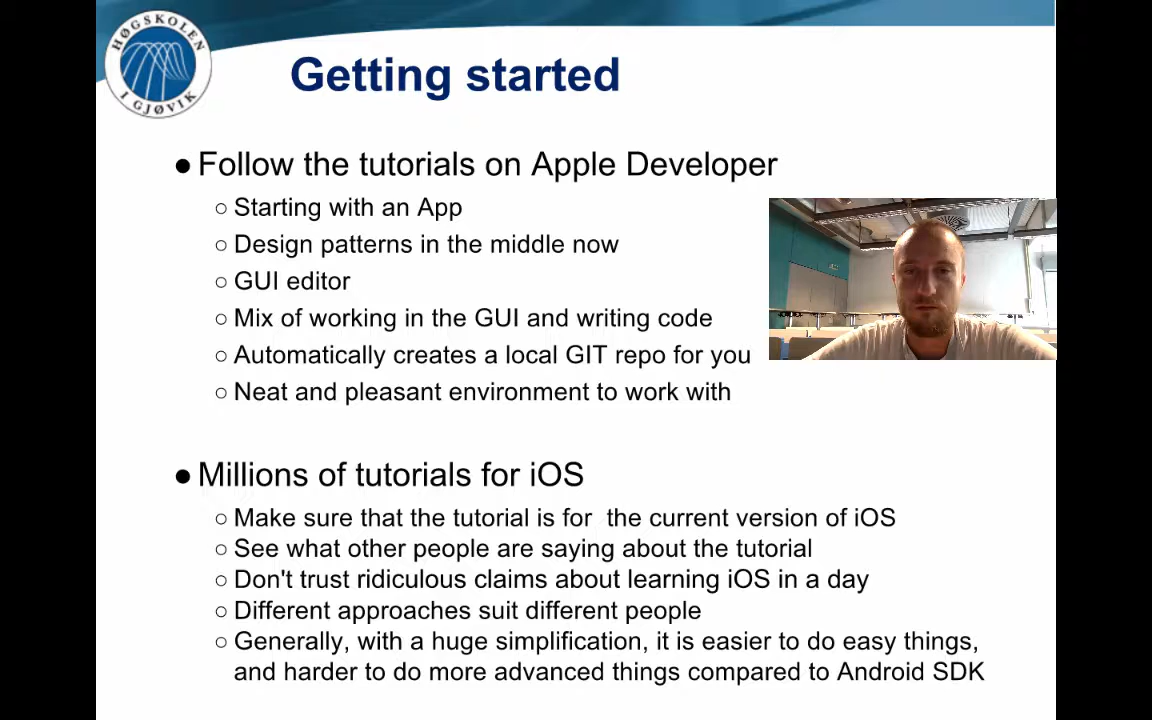 HØGSKOLEN
I GJØVIK
Getting started
● Follow the tutorials on Apple Developer
○ Starting with an App
○ Design patterns in the middle now
○ GUI editor
○ Mix of working in the GUI and writing code
○ Automatically creates a local GIT repo for you
○ Neat and pleasant environment to work with
● Millions of tutorials for iOS
○ Make sure that the tutorial is for the current version of iOS
○ See what other people are saying about the tutorial
○ Don't trust ridiculous claims about learning iOS in a day
○ Different approaches suit different people
○ Generally, with a huge simplification, it is easier to do easy things,
and harder to do more advanced things compared to Android SDK